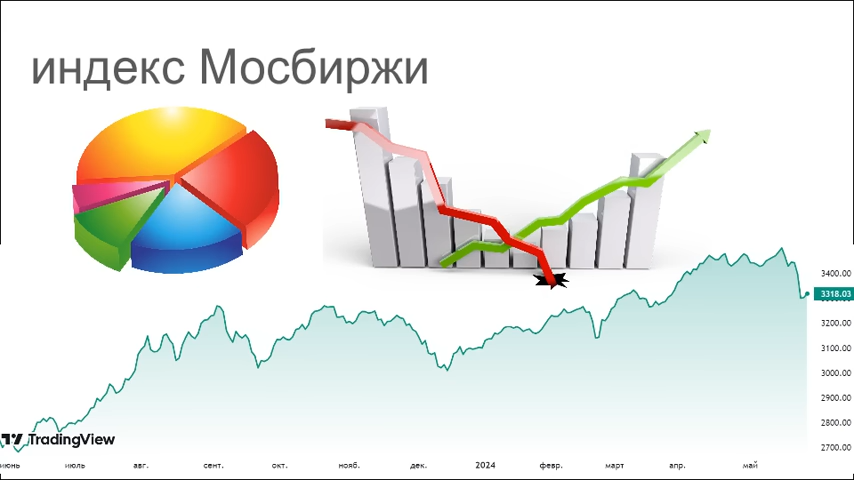 индекс Мосбиржи
3400.00
3318.03
3200.00
3100.00
3000.00
2900.00
2800.00
2700.00
TradingView
июнь июль авг. сент. окт. нояб. дек. 2024 февр. март апр. май